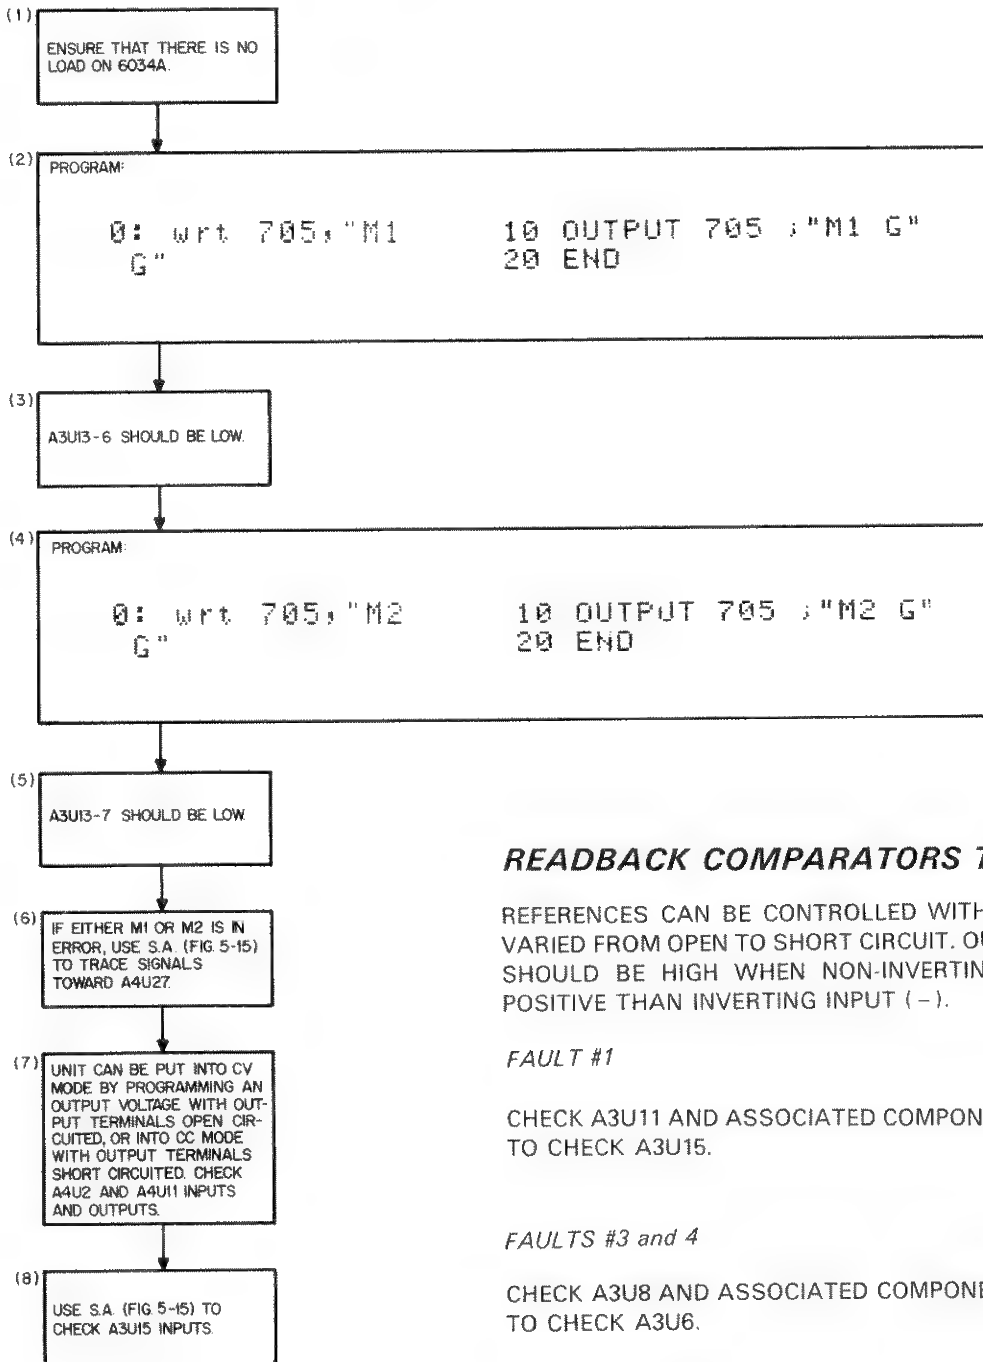 (1)
ENSURE THAT THERE IS NO
LOAD ON 6034A.
(2)
PROGRAM:
0: wrt 705,"M1
G"
10 OUTPUT 705 ;"M1 G"
20 END
(3)
A3U13-6 SHOULD BE LOW.
(4)
PROGRAM:
0: wrt 705,"M2
G"
10 OUTPUT 705 ;"M2 G"
20 END
(5)
A3U13-7 SHOULD BE LOW.
(6)
IF EITHER M1 OR M2 IS IN
ERROR, USE S.A. (FIG. 5-15)
TO TRACE SIGNALS
TOWARD A4U27.
(7)
UNIT CAN BE PUT INTO CV
MODE BY PROGRAMMING AN
OUTPUT VOLTAGE WITH OUT-
PUT TERMINALS OPEN CIR-
CUITED, OR INTO CC MODE
WITH OUTPUT TERMINALS
SHORT CIRCUITED. CHECK
A4U2 AND A4U11 INPUTS
AND OUTPUTS.
(8)
USE S.A. (FIG. 5-15) TO
CHECK A3U15 INPUTS.
READBACK COMPARATORS
REFERENCES CAN BE CONTROLLED WITH
VARIED FROM OPEN TO SHORT CIRCUIT.
SHOULD BE HIGH WHEN
POSITIVE THAN INVERTING INPUT (−).
FAULT #1
CHECK A3U11 AND ASSOCIATED
TO CHECK A3U15.
FAULTS #3 and 4
CHECK A3U8 AND ASSOCIATED
TO CHECK A3U6.